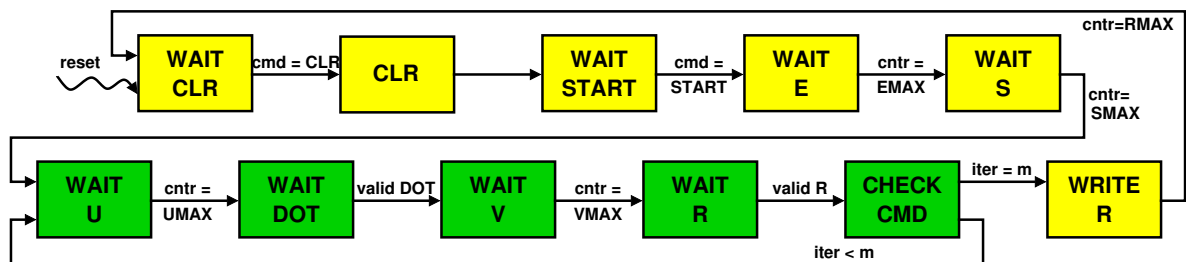 cntr=RMAX
reset
WAIT
CLR
cmd = CLR
CLR
WAIT
START
cmd =
START
WAIT
E
cntr =
EMAX
WAIT
S
cntr=
SMAX
WAIT
U
cntr =
UMAX
WAIT
DOT
valid DOT
WAIT
V
cntr =
VMAX
WAIT
R
valid R
CHECK
CMD
iter = m
iter < m
WRITE
R